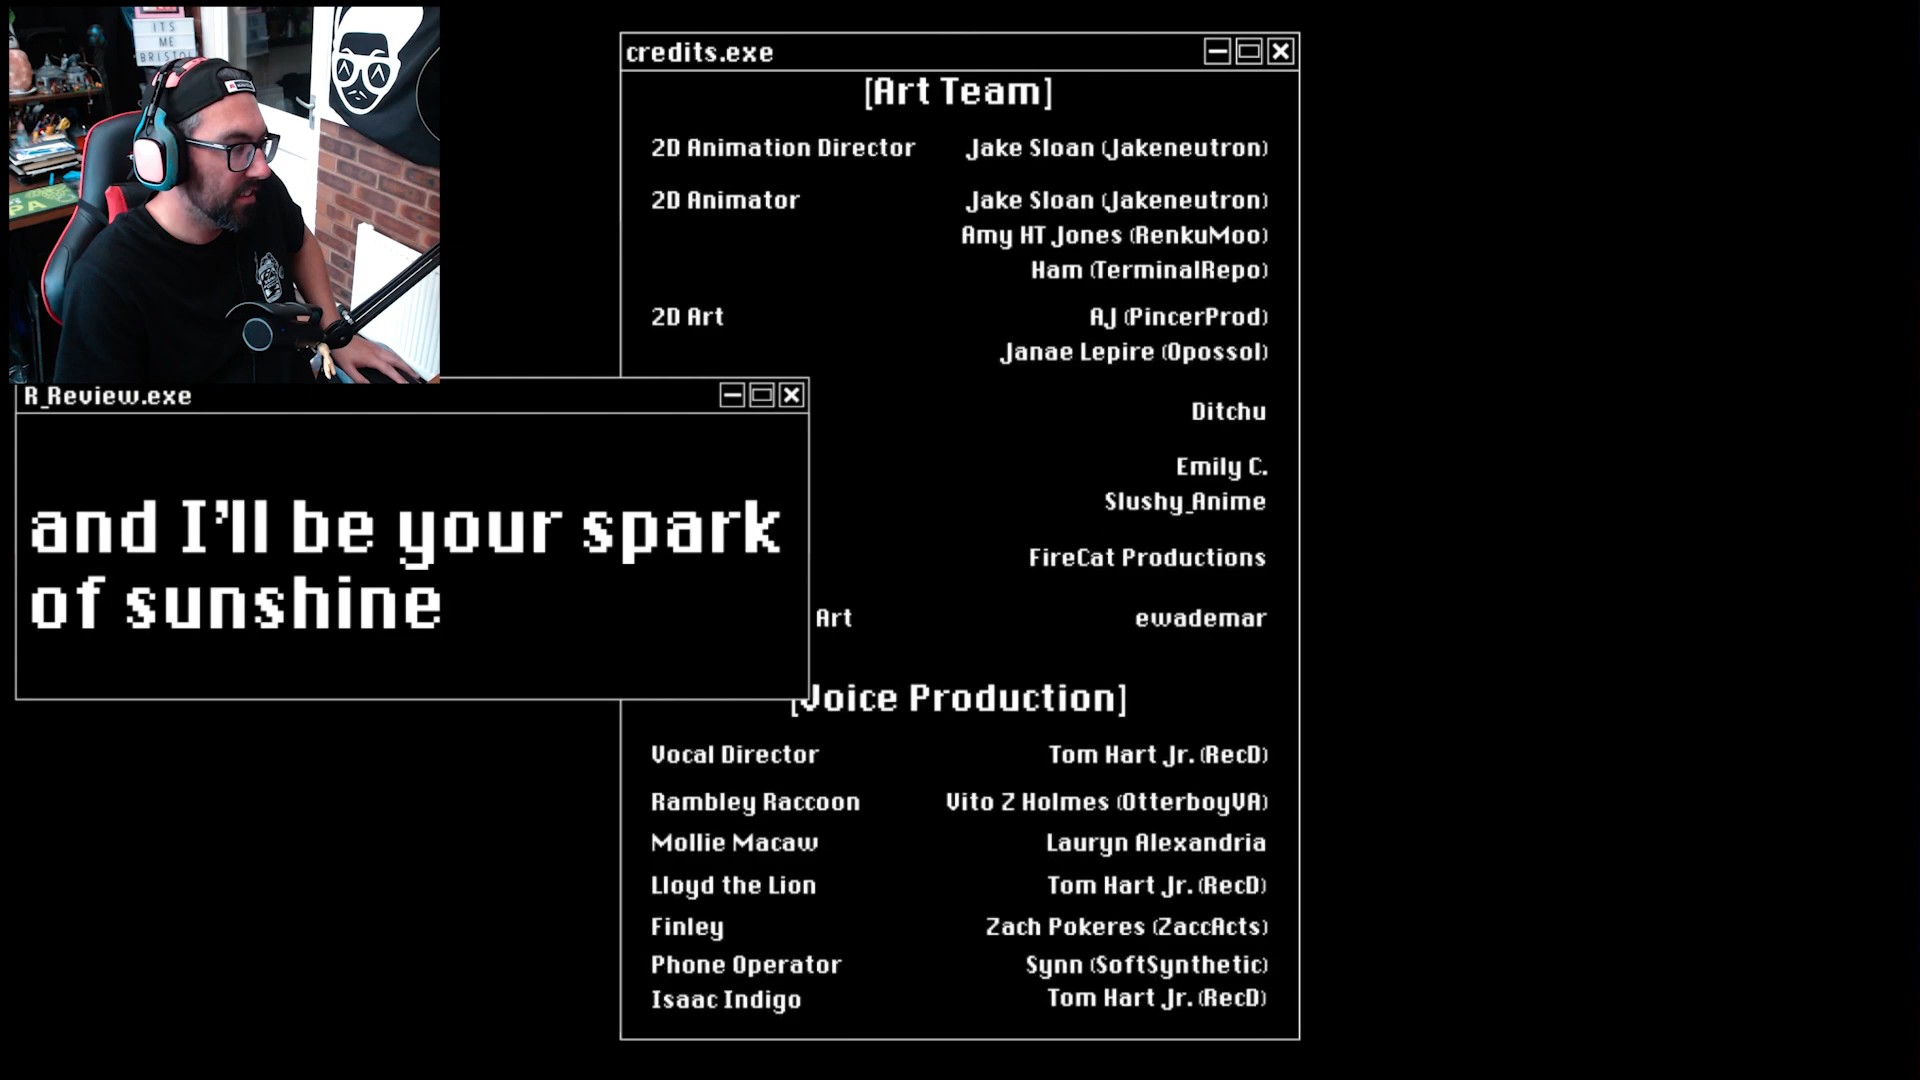 ITS
ME
BRISTOL
credits.exe
[Art Team]
2D Animation Director Jake Sloan (Jakeneutron)
2D Animator Jake Sloan (Jakeneutron)
Amy HT Jones (RenkuMoo)
Ham (TerminalRepo)
2D Art AJ (PincerProd)
Janae Lepire (Opossol)
Ditchu
Emily C.
Slushy_Anime
FireCat Productions
Art ewademar
R_Review.exe
and I'll be your spark
of sunshine
[Voice Production]
Vocal Director Tom Hart Jr. (RecD)
Rambley Raccoon Vito Z Holmes (OtterboyVA)
Mollie Macaw Lauryn Alexandria
Lloyd the Lion Tom Hart Jr. (RecD)
Finley Zach Pokeres (ZaccActs)
Phone Operator Synn (SoftSynthetic)
Isaac Indigo Tom Hart Jr. (RecD)